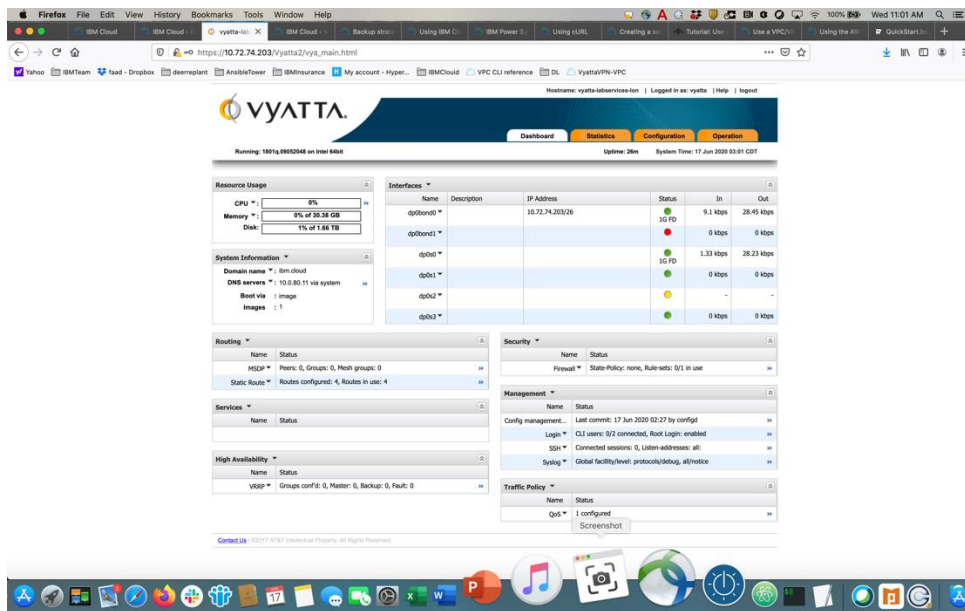 Firefox File Edit View History Bookmarks Tools Window Help
100% Wed 11:01 AM
IBM Cloud
IBM Cloud -
vyatta-lab
IBM Cloud -
Backup strat
Using IBM Cl
IBM Power S
Using cURL
Creating a se
Tutorial: Use
Use a VPC/V
Using the AW
QuickStart.b
https://10.72.74.203/Vyatta2/vya_main.html
Yahoo IBMTeam faad - Dropbox deerreplant AnsibleTower IBMInsurance My account - Hyper... IBMClouid VPC CLI reference DL VyattaVPN-VPC
Hostname: vyatta-labservices-lon | Logged in as: vyatta | Help | logout
VYATTA.
Dashboard Statistics Configuration Operation
Running: 1801q.09052048 on Intel 64bit
Uptime: 26m System Time: 17 Jun 2020 03:01 CDT
Resource Usage
CPU : 0%
Memory : 0% of 30.38 GB
Disk: 1% of 1.66 TB
System Information
Domain name : ibm.cloud
DNS servers : 10.0.80.11 via system
Boot via : image
Images : 1
Interfaces
Name Description IP Address Status In Out
dp0bond0 10.72.74.203/26 1G FD 9.1 kbps 28.45 kbps
dp0bond1 0 kbps 0 kbps
dp0s0 1G FD 1.33 kbps 28.23 kbps
dp0s1 0 kbps 0 kbps
dp0s2 - -
dp0s3 0 kbps 0 kbps
Routing
Name Status
MSDP Peers: 0, Groups: 0, Mesh groups: 0
Static Route Routes configured: 4, Routes in use: 4
Services
Name Status
High Availability
Name Status
VRRP Groups conf'd: 0, Master: 0, Backup: 0, Fault: 0
Security
Name Status
Firewall State-Policy: none, Rule-sets: 0/1 in use
Management
Name Status
Config management... Last commit: 17 Jun 2020 02:27 by configd
Login CLI users: 0/2 connected, Root Login: enabled
SSH Connected sessions: 0, Listen-addresses: all:
Syslog Global facility/level: protocols/debug, all/notice
Traffic Policy
Name Status
QoS 1 configured
Screenshot
Contact Us | ©2017 AT&T Intellectual Property. All Rights Reserved.
17
P